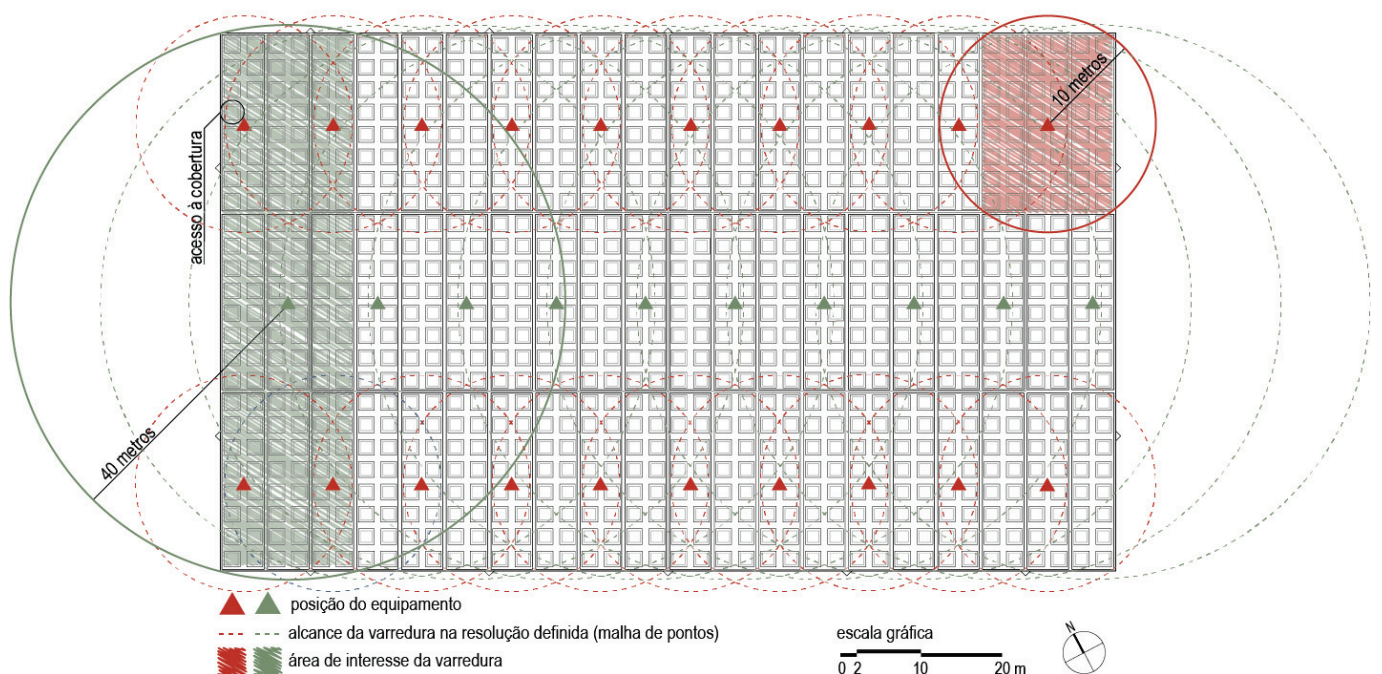 acesso à cobertura
10 metros
40 metros
posição do equipamento
alcance da varredura na resolução definida (malha de pontos)
área de interesse da varredura
escala gráfica
0 2 10 20 m
N